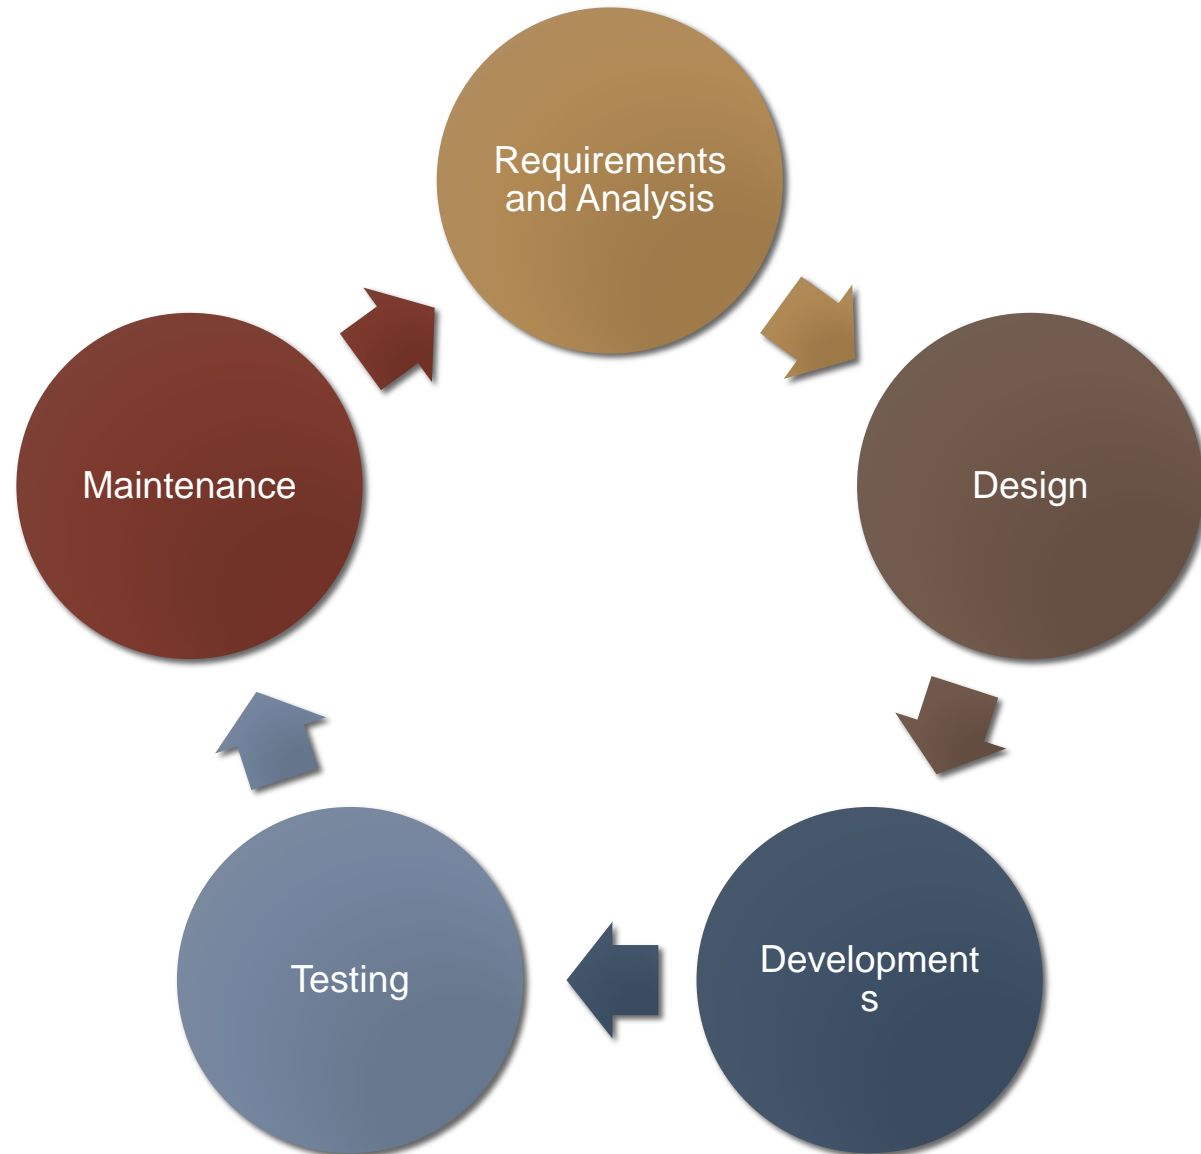 Requirements
and Analysis
Maintenance
Design
Development
s
Testing